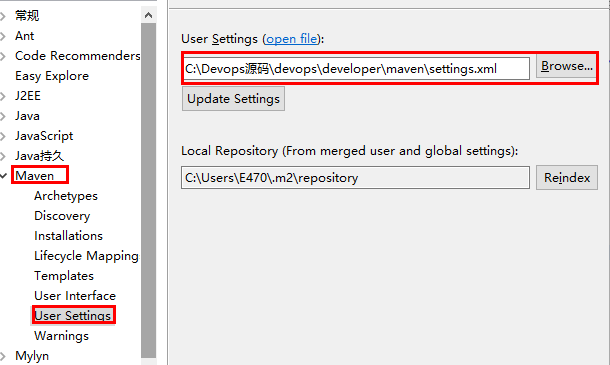 常规
Ant
Code Recommenders
Easy Explore
J2EE
Java
JavaScript
Java持久
Maven
Archetypes
Discovery
Installations
Lifecycle Mapping
Templates
User Interface
User Settings
Warnings
Mylyn
User Settings (open file):
C:\Devops源码\devops\developer\maven\settings.xml
Browse...
Update Settings
Local Repository (From merged user and global settings):
C:\Users\E470\.m2\repository
Reindex